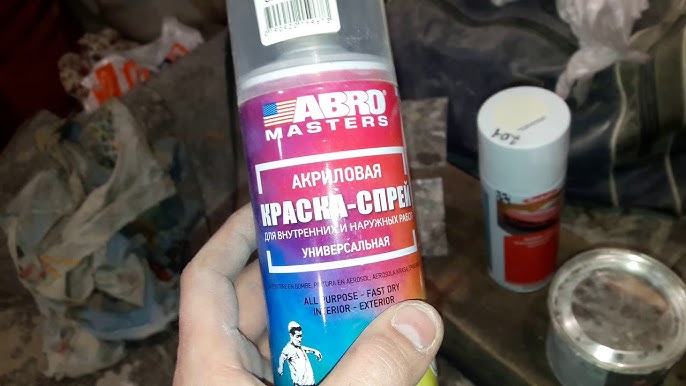 ABRO
MASTERS
АКРИЛОВАЯ
КРАСКА-СПРЕЙ
ДЛЯ ВНУТРЕННИХ И НАРУЖНЫХ РАБОТ
УНИВЕРСАЛЬНАЯ
ALL PURPOSE - FAST DRY
INTERIOR - EXTERIOR